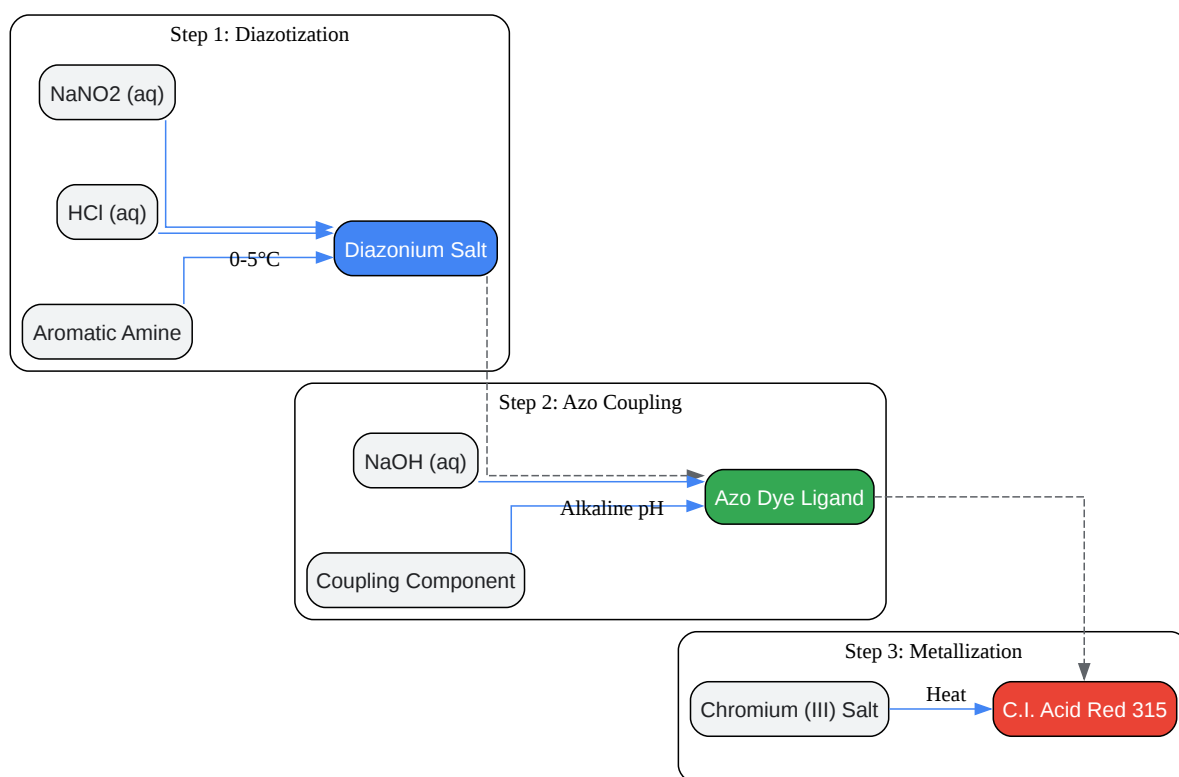 Step 1: Diazotization
NaNO2 (aq)
HCl (aq)
Diazonium Salt
0-5°C
Aromatic Amine
Step 2: Azo Coupling
NaOH (aq)
Azo Dye Ligand
Alkaline pH
Coupling Component
Step 3: Metallization
Chromium (III) Salt
Heat
C.I. Acid Red 315